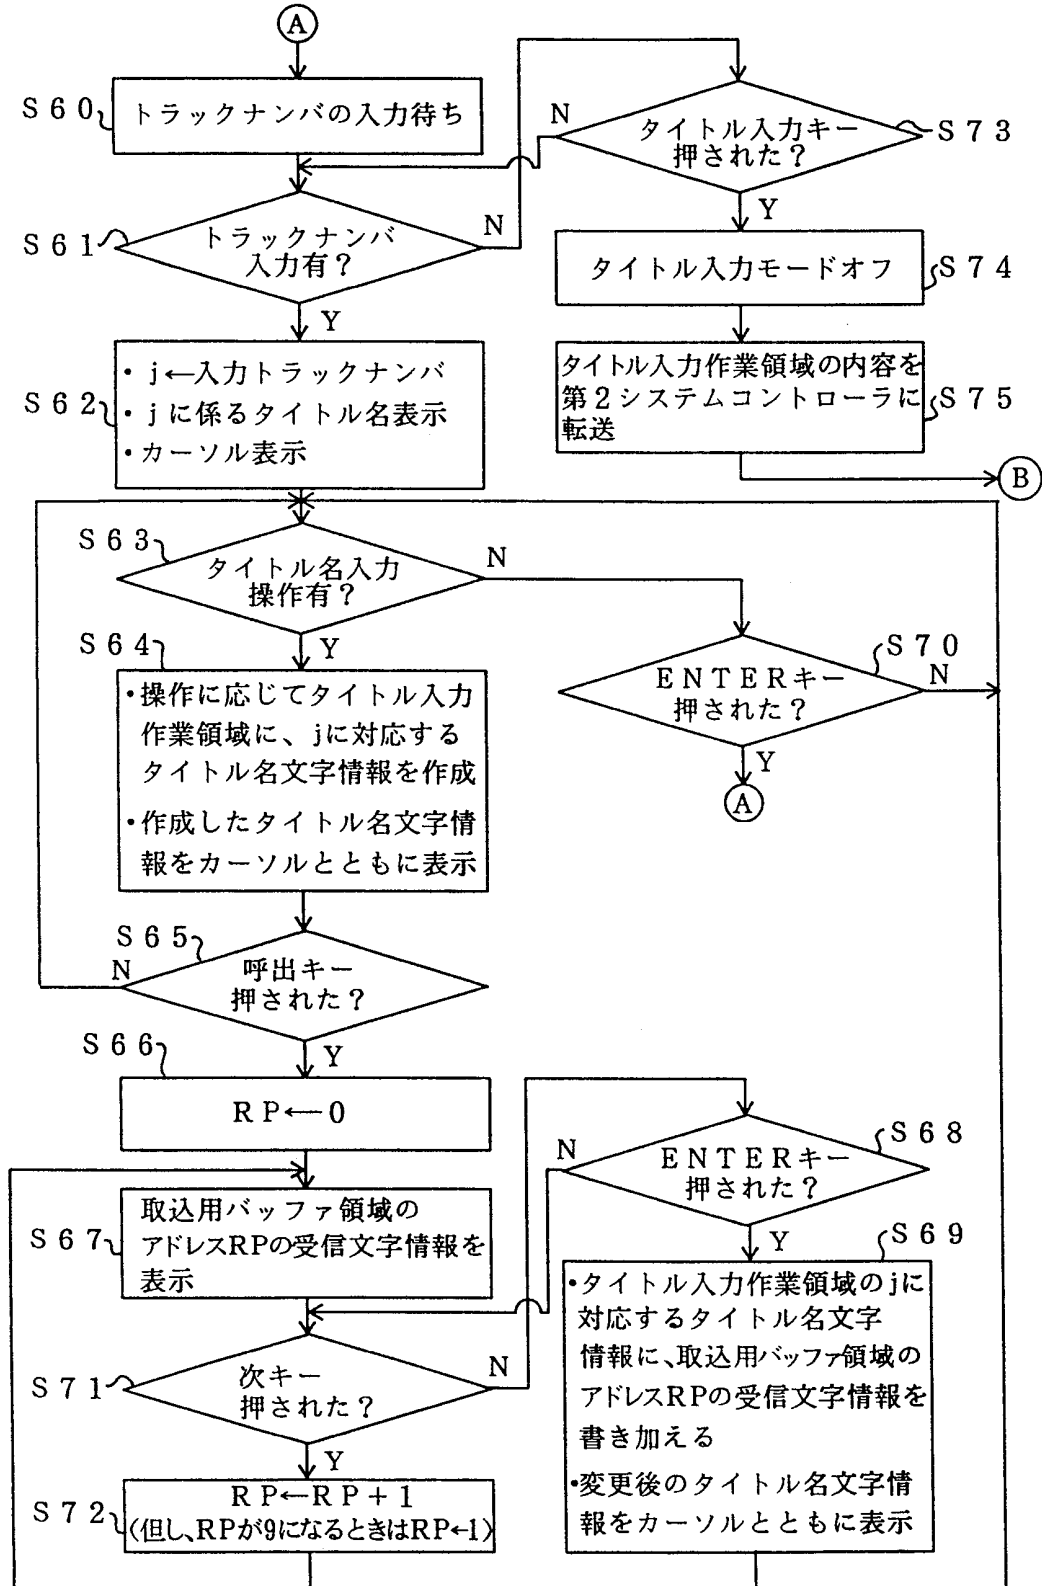 A
S60
トラックナンバの入力待ち
S61
トラックナンバ
入力有？
N
Y
S62
・j←入力トラックナンバ
・jに係るタイトル名表示
・カーソル表示
N
タイトル入力キー
押された？
S73
Y
タイトル入力モードオフ
S74
タイトル入力作業領域の内容を
第2システムコントローラに
転送
S75
B
S63
タイトル名入力
操作有？
N
Y
S64
・操作に応じてタイトル入力
作業領域に、jに対応する
タイトル名文字情報を作成
・作成したタイトル名文字情
報をカーソルとともに表示
S70
ENTERキー
押された？
N
Y
A
S65
呼出キー
押された？
N
Y
S66
RP←0
S67
取込用バッファ領域の
アドレスRPの受信文字情報を
表示
S71
次キー
押された？
N
Y
S72
RP←RP+1
（但し、RPが9になるときはRP←1）
S68
ENTERキー
押された？
N
Y
S69
・タイトル入力作業領域のjに
対応するタイトル名文字
情報に、取込用バッファ領域の
アドレスRPの受信文字情報を
書き加える
・変更後のタイトル名文字情
報をカーソルとともに表示